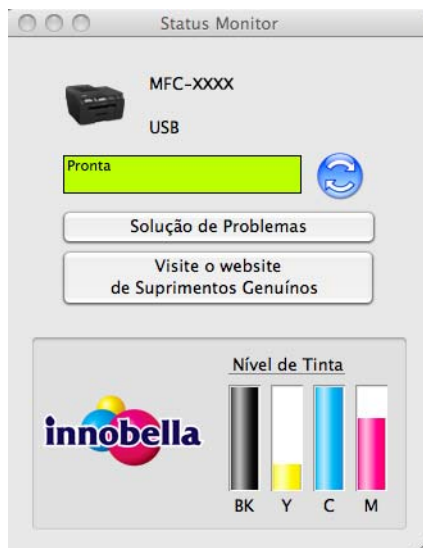 Status Monitor
MFC-XXXX
USB
Pronta
Solução de Problemas
Visite o website
de Suprimentos Genuínos
Nível de Tinta
innobella
BK Y C M